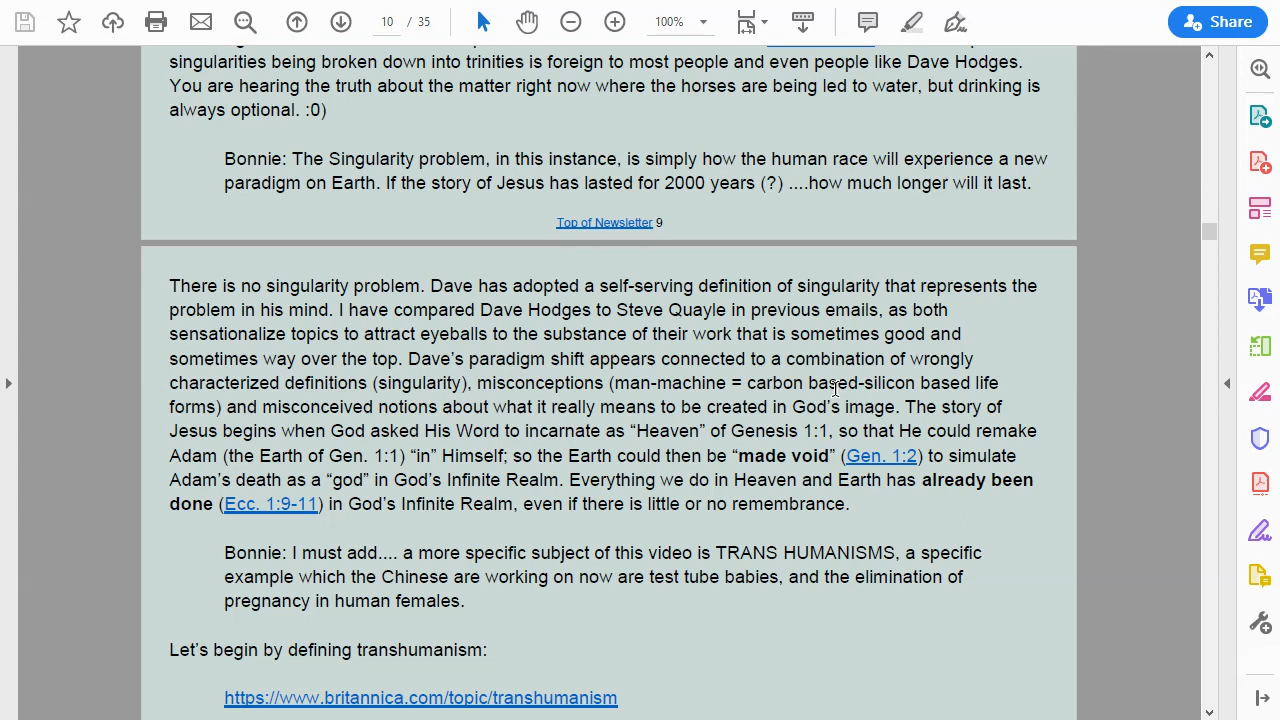 10 / 35
100%
Share
singularities being broken down into trinities is foreign to most people and even people like Dave Hodges.
You are hearing the truth about the matter right now where the horses are being led to water, but drinking is
always optional. :0)
Bonnie: The Singularity problem, in this instance, is simply how the human race will experience a new
paradigm on Earth. If the story of Jesus has lasted for 2000 years (?) ....how much longer will it last.
Top of Newsletter 9
There is no singularity problem. Dave has adopted a self-serving definition of singularity that represents the
problem in his mind. I have compared Dave Hodges to Steve Quayle in previous emails, as both
sensationalize topics to attract eyeballs to the substance of their work that is sometimes good and
sometimes way over the top. Dave’s paradigm shift appears connected to a combination of wrongly
characterized definitions (singularity), misconceptions (man-machine = carbon based-silicon based life
forms) and misconceived notions about what it really means to be created in God’s image. The story of
Jesus begins when God asked His Word to incarnate as “Heaven” of Genesis 1:1, so that He could remake
Adam (the Earth of Gen. 1:1) “in” Himself; so the Earth could then be “made void” (Gen. 1:2) to simulate
Adam’s death as a “god” in God’s Infinite Realm. Everything we do in Heaven and Earth has already been
done (Ecc. 1:9-11) in God’s Infinite Realm, even if there is little or no remembrance.
Bonnie: I must add.... a more specific subject of this video is TRANS HUMANISMS, a specific
example which the Chinese are working on now are test tube babies, and the elimination of
pregnancy in human females.
Let’s begin by defining transhumanism:
https://www.britannica.com/topic/transhumanism